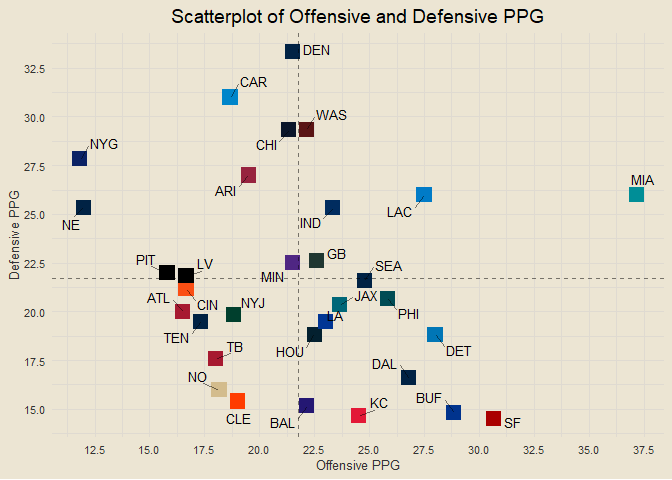 Scatterplot of Offensive and Defensive PPG
DEN
32.5
CAR
30.0
WAS
CHI
NYG
27.5
ARI
MIA
LAC
25.0
NE
IND
PIT
LV
GB
SEA
22.5
MIN
ATL
CIN
NYJ
JAX
20.0
LA
PHI
TEN
HOU
DET
TB
17.5
DAL
NO
KC
BUF
15.0
CLE
BAL
SF
Defensive PPG
12.5 15.0 17.5 20.0 22.5 25.0 27.5 30.0 32.5 35.0 37.5
Offensive PPG